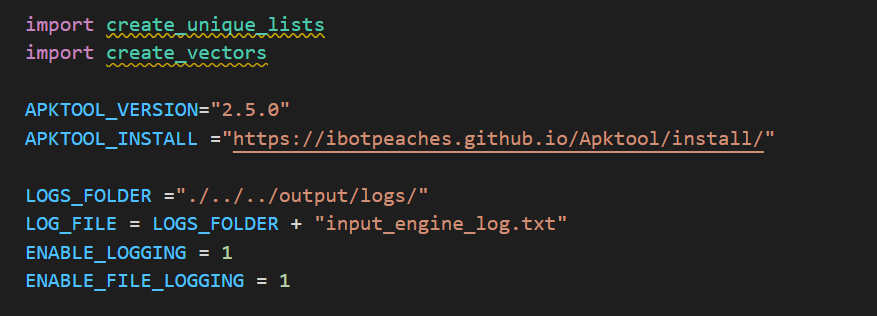 import create_unique_lists
import create_vectors
APKTOOL_VERSION="2.5.0"
APKTOOL_INSTALL ="https://ibotpeaches.github.io/Apktool/install/"
LOGS_FOLDER ="./../../output/logs/"
LOG_FILE = LOGS_FOLDER + "input_engine_log.txt"
ENABLE_LOGGING = 1
ENABLE_FILE_LOGGING = 1